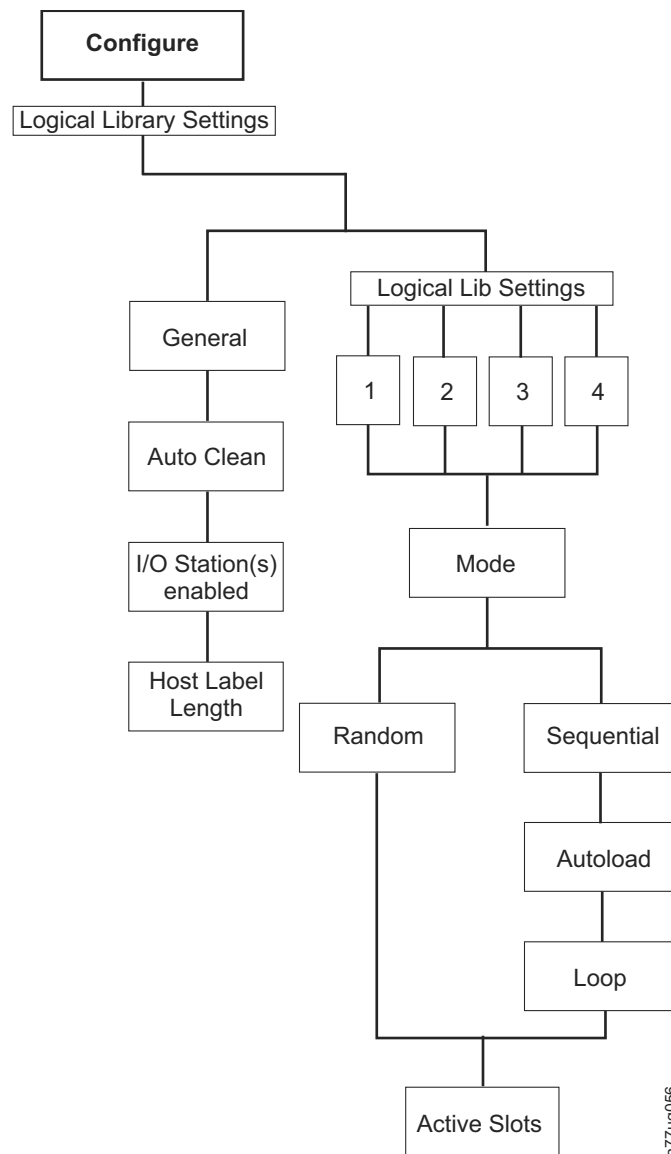 Configure
Logical Library Settings
General
Auto Clean
I/O Station(s)
enabled
Host Label
Length
Logical Lib Settings
1
2
3
4
Mode
Random
Sequential
Autoload
Loop
Active Slots